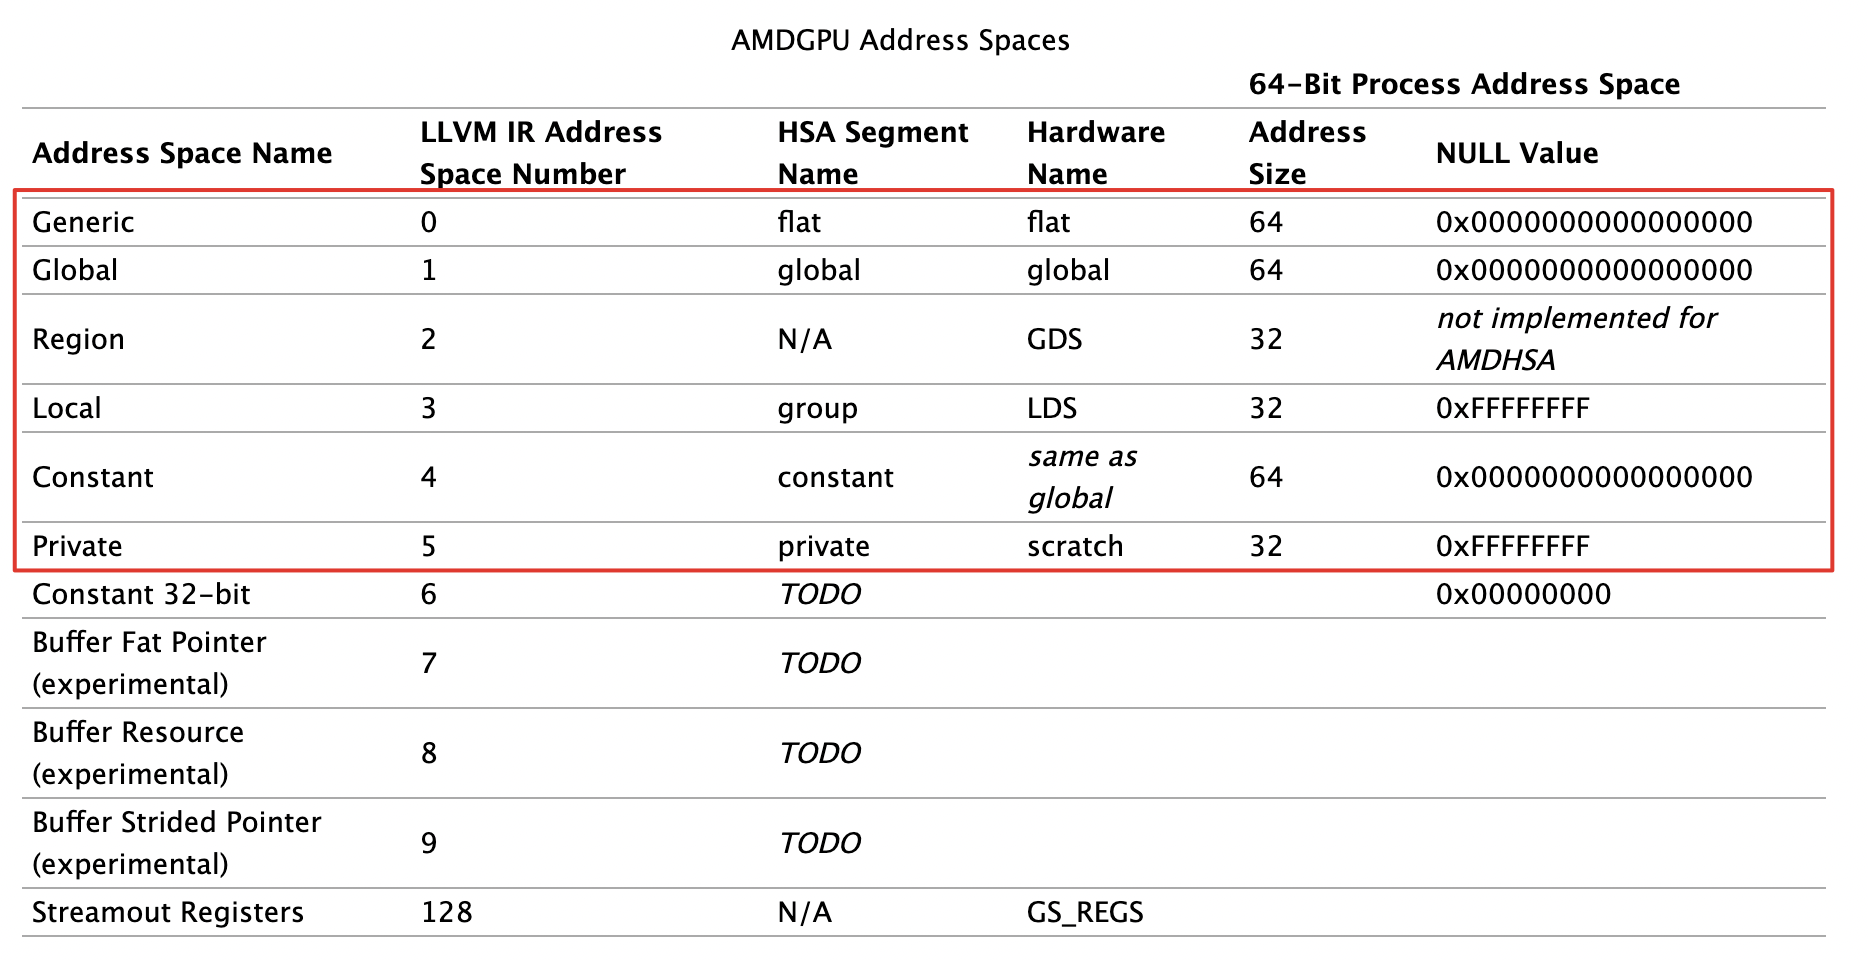 AMDGPU Address Spaces
64-Bit Process Address Space
Address Space Name LLVM IR Address Space Number HSA Segment Name Hardware Name Address Size NULL Value
Generic 0 flat flat 64 0x0000000000000000
Global 1 global global 64 0x0000000000000000
Region 2 N/A GDS 32 not implemented for AMDHSA
Local 3 group LDS 32 0xFFFFFFFF
Constant 4 constant same as global 64 0x0000000000000000
Private 5 private scratch 32 0xFFFFFFFF
Constant 32-bit 6 TODO 0x00000000
Buffer Fat Pointer (experimental) 7 TODO
Buffer Resource (experimental) 8 TODO
Buffer Strided Pointer (experimental) 9 TODO
Streamout Registers 128 N/A GS_REGS